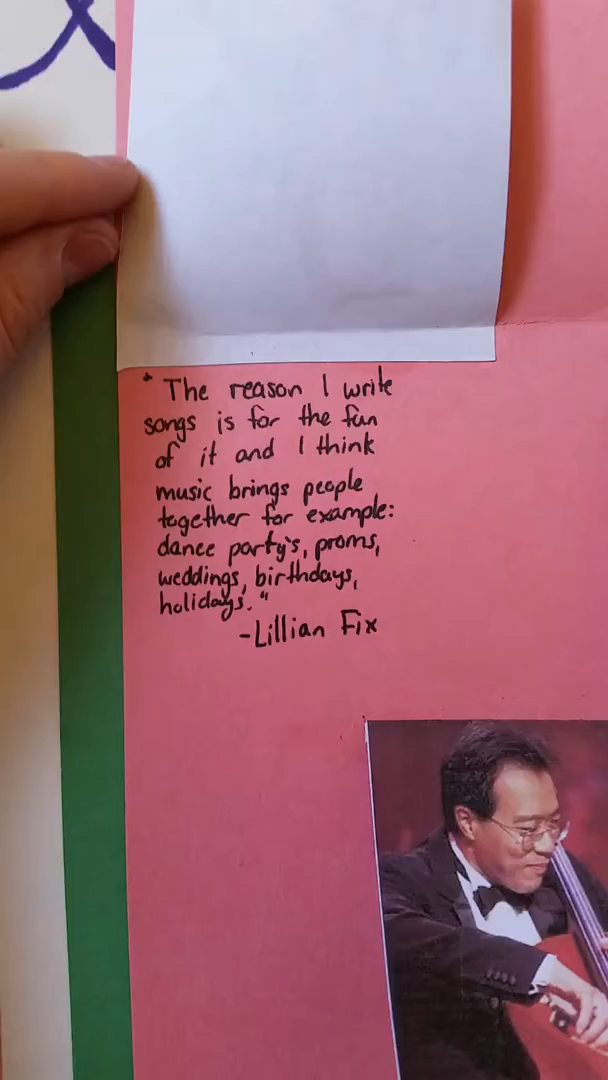 " The reason I write
songs is for the fun
of it and I think
music brings people
together for example:
dance party's, proms,
weddings, birthdays,
holidays."
-Lillian Fix